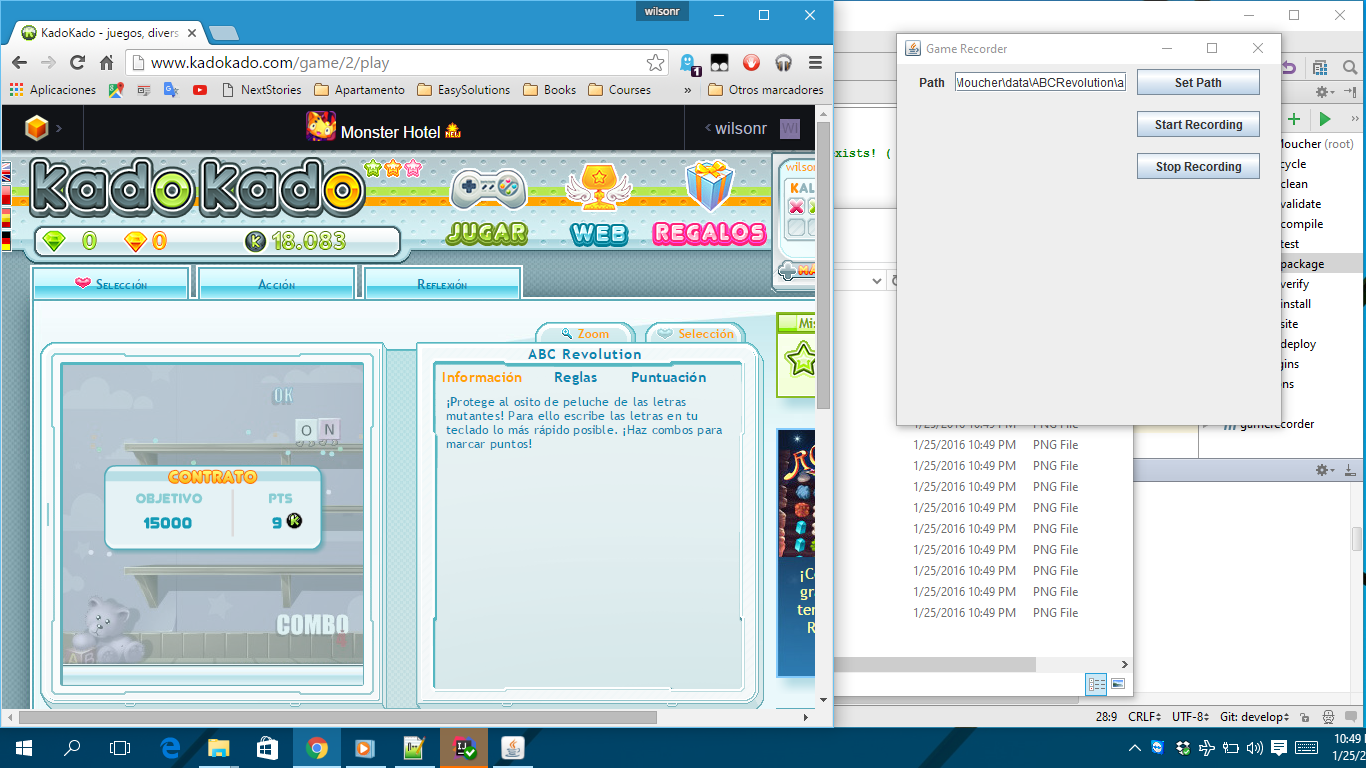 wilsonr
KadoKado - juegos, divers
www.kadokado.com/game/2/play
1
Aplicaciones
NextStories
Apartamento
EasySolutions
Books
Courses
»
Otros marcadores
Monster Hotel NEW
wilsonr
WI
KadoKado
JUGAR
WEB
REGALOS
0
0
K 18.083
wilson
KAL
Selección
Acción
Reflexión
Zoom
Selección
Mis
ABC Revolution
Información
Reglas
Puntuación
¡Protege al osito de peluche de las letras
mutantes! Para ello escribe las letras en tu
teclado lo más rápido posible. ¡Haz combos para
marcar puntos!
OK
O N
CONTRATO
OBJETIVO
PTS
15000
9 K
COMBO
Game Recorder
Path
Moucher\data\ABCRevolution\a
Set Path
Start Recording
Stop Recording
xists! (
Moucher (root)
cycle
clean
validate
compile
test
package
verify
install
site
deploy
gins
ens
gamerecorder
1/25/2016 10:49 PM PNG File
1/25/2016 10:49 PM PNG File
1/25/2016 10:49 PM PNG File
1/25/2016 10:49 PM PNG File
1/25/2016 10:49 PM PNG File
1/25/2016 10:49 PM PNG File
1/25/2016 10:49 PM PNG File
1/25/2016 10:49 PM PNG File
1/25/2016 10:49 PM PNG File
1/25/2016 10:49 PM PNG File
28:9 CRLF UTF-8 Git: develop
10:49
1/25/2